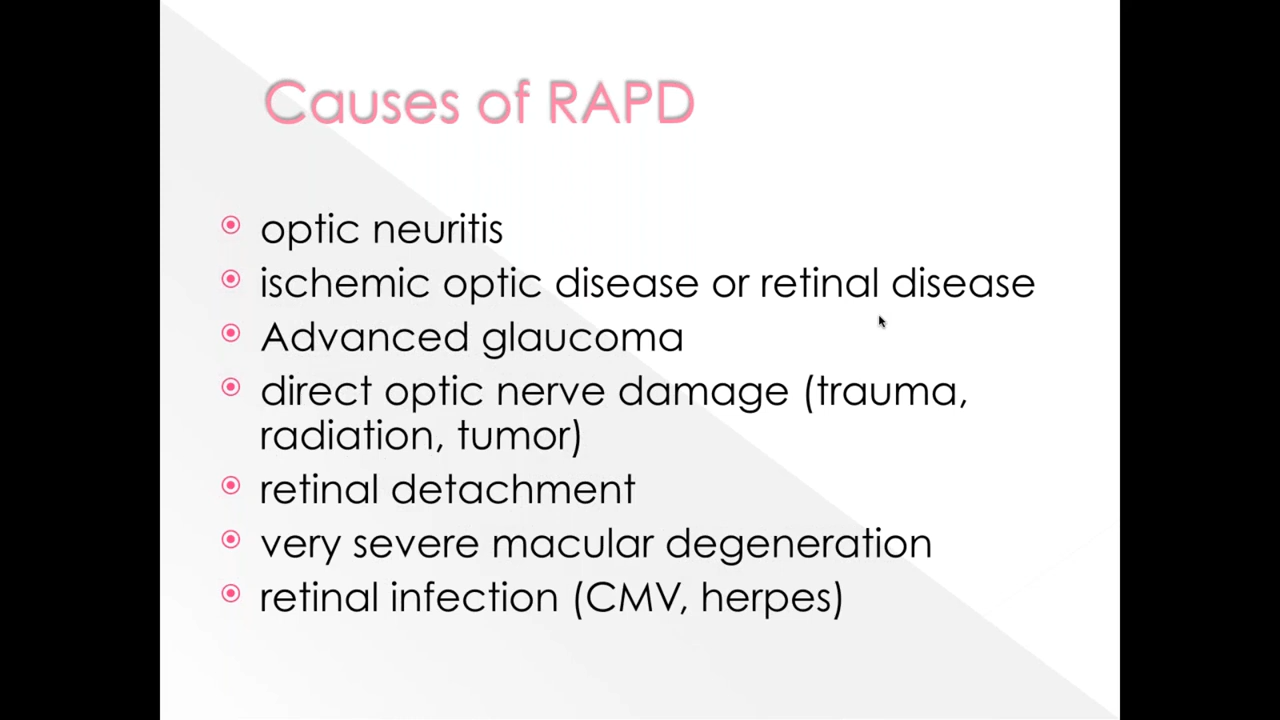 Causes of RAPD
optic neuritis
ischemic optic disease or retinal disease
Advanced glaucoma
direct optic nerve damage (trauma,
radiation, tumor)
retinal detachment
very severe macular degeneration
retinal infection (CMV, herpes)